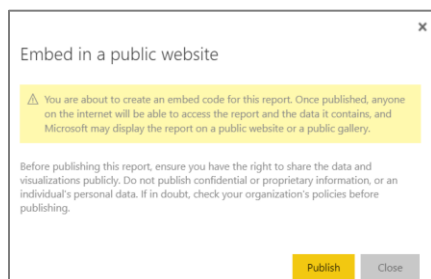 Embed in a public website
You are about to create an embed code for this report. Once published, anyone
on the internet will be able to access the report and the data it contains, and
Microsoft may display the report on a public website or a public gallery.
Before publishing this report, ensure you have the right to share the data and
visualizations publicly. Do not publish confidential or proprietary information, or an
individual's personal data. If in doubt, check your organization's policies before
publishing.
Publish Close